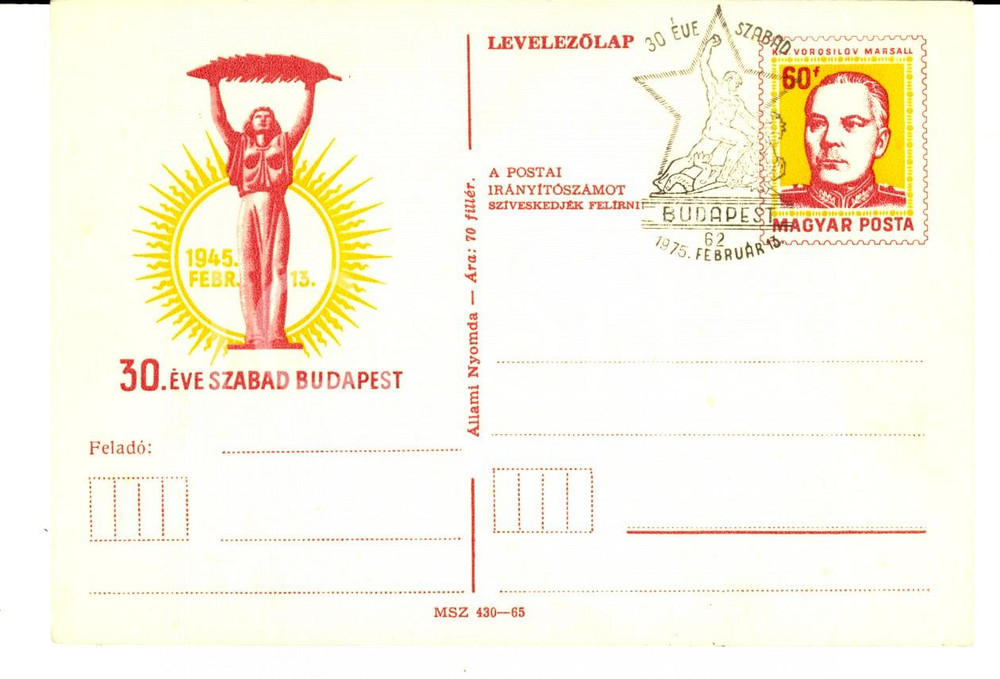 1945.
FEBR. 13.
30. ÉVE SZABAD BUDAPEST
Feladó:
Állami Nyomda — Ára: 70 fillér.
LEVELEZŐLAP
A POSTAI
IRÁNYÍTÓSZÁMOT
SZÍVESKEDJÉK FELÍRNI
30 ÉVE SZABAD
BUDAPEST
62
1975. FEBRUÁR 13.
VOROSILOV MARSALL
60f
MAGYAR POSTA
MSZ 430—65